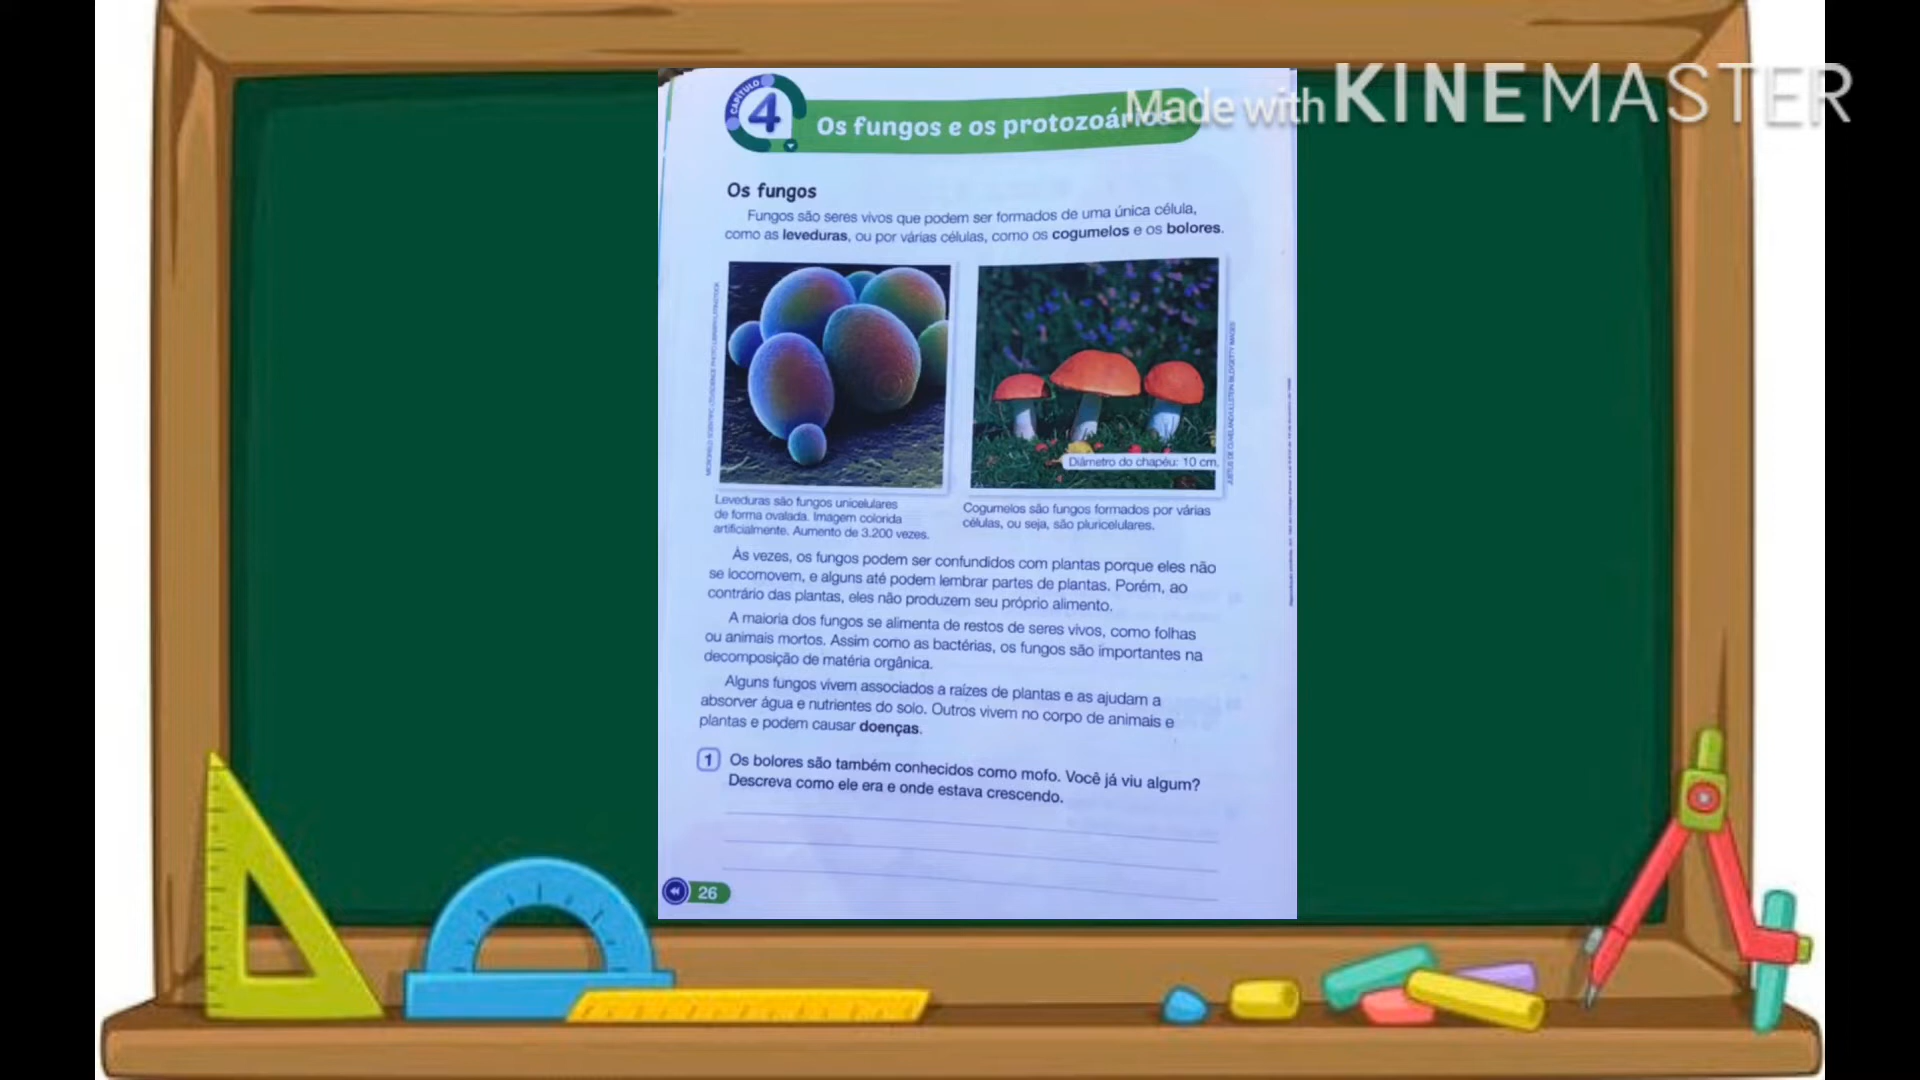 Made with KINEMASTER
CAPÍTULO
4
Os fungos e os protozoários
Os fungos
Fungos são seres vivos que podem ser formados de uma única célula,
como as leveduras, ou por várias células, como os cogumelos e os bolores.
Diâmetro do chapéu: 10 cm.
Leveduras são fungos unicelulares
de forma ovalada. Imagem colorida
artificialmente. Aumento de 3.200 vezes.
Cogumelos são fungos formados por várias
células, ou seja, são pluricelulares.
Às vezes, os fungos podem ser confundidos com plantas porque eles não
se locomovem, e alguns até podem lembrar partes de plantas. Porém, ao
contrário das plantas, eles não produzem seu próprio alimento.
A maioria dos fungos se alimenta de restos de seres vivos, como folhas
ou animais mortos. Assim como as bactérias, os fungos são importantes na
decomposição de matéria orgânica.
Alguns fungos vivem associados a raízes de plantas e as ajudam a
absorver água e nutrientes do solo. Outros vivem no corpo de animais e
plantas e podem causar doenças.
1 Os bolores são também conhecidos como mofo. Você já viu algum?
Descreva como ele era e onde estava crescendo.
26